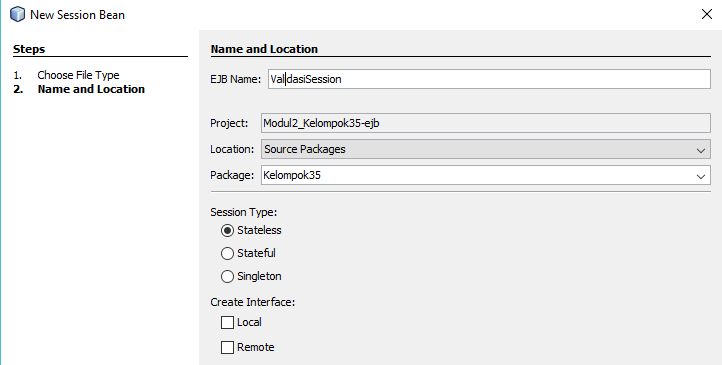 New Session Bean
Steps
1. Choose File Type
2. Name and Location
Name and Location
EJB Name: ValidasiSession
Project: Modul2_Kelompok35-ejb
Location: Source Packages
Package: Kelompok35
Session Type:
Stateless
Stateful
Singleton
Create Interface:
Local
Remote